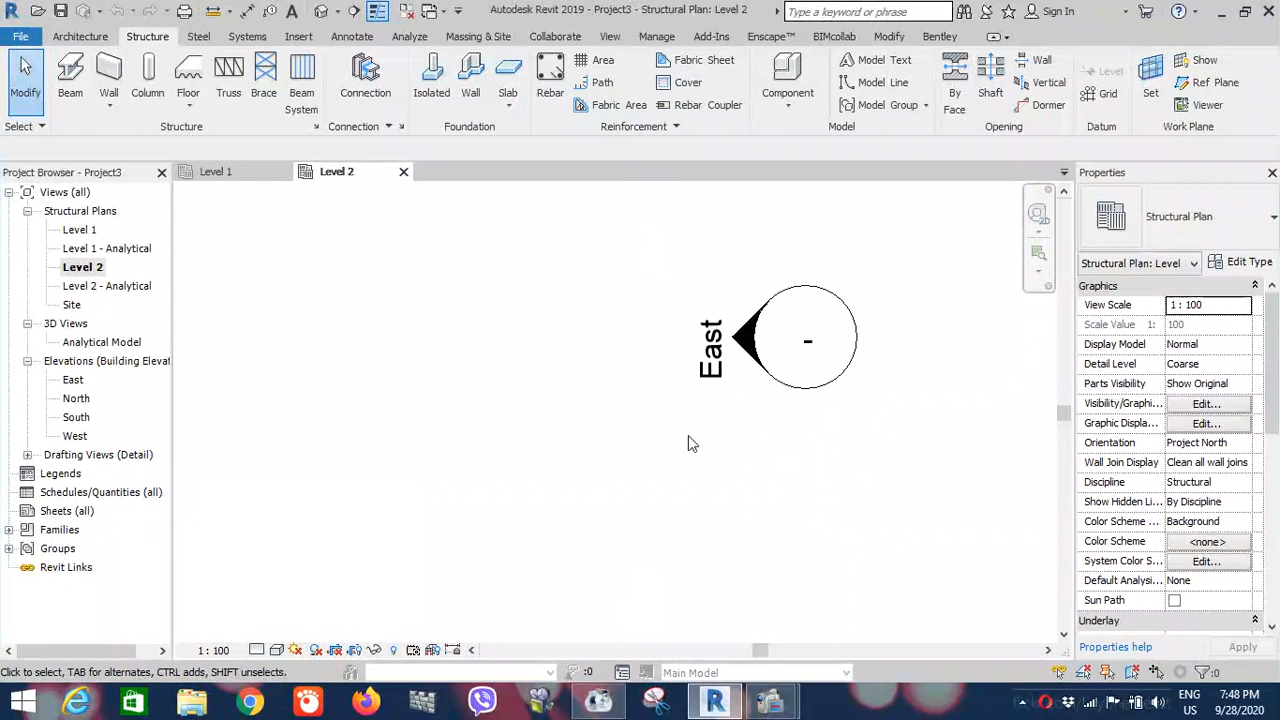 Autodesk Revit 2019 - Project3 - Structural Plan: Level 2
Type a keyword or phrase
Sign In
File Architecture Structure Steel Systems Insert Annotate Analyze Massing & Site Collaborate View Manage Add-Ins Enscape™ BIMcollab Modify Bentley
Modify
Beam
Wall
Column
Floor
Truss
Brace
Beam
System
Connection
Isolated
Wall
Slab
Rebar
Area
Path
Fabric Area
Fabric Sheet
Cover
Rebar Coupler
Component
Model Text
Model Line
Model Group
By
Face
Shaft
Wall
Vertical
Dormer
Level
Grid
Set
Show
Ref Plane
Viewer
Select
Structure
Connection
Foundation
Reinforcement
Model
Opening
Datum
Work Plane
Project Browser - Project3
Level 1
Level 2
Properties
Views (all)
Structural Plans
Level 1
Level 1 - Analytical
Level 2
Level 2 - Analytical
Site
3D Views
Analytical Model
Elevations (Building Elevat
East
North
South
West
Drafting Views (Detail)
Legends
Schedules/Quantities (all)
Sheets (all)
Families
Groups
Revit Links
East
-
Structural Plan
Structural Plan: Level
Edit Type
Graphics
View Scale 1 : 100
Scale Value 1: 100
Display Model Normal
Detail Level Coarse
Parts Visibility Show Original
Visibility/Graphi... Edit...
Graphic Displa... Edit...
Orientation Project North
Wall Join Display Clean all wall joins
Discipline Structural
Show Hidden Li... By Discipline
Color Scheme ... Background
Color Scheme <none>
System Color S... Edit...
Default Analysi... None
Sun Path
Underlay
Properties help
Apply
1 : 100
Click to select, TAB for alternates, CTRL adds, SHIFT unselects.
:0
Main Model
:0
ENG
US
7:48 PM
9/28/2020